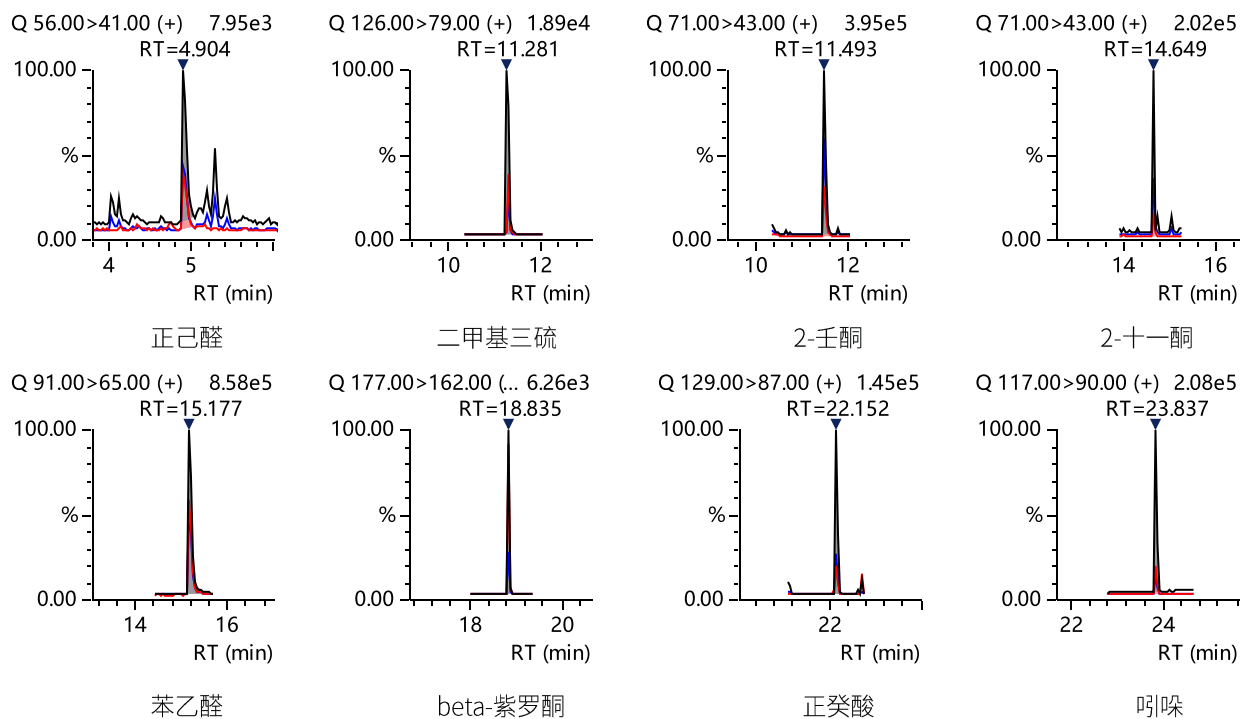 Q 56.00>41.00 (+) 7.95e3
RT=4.904
100.00
%
0.00
4 5
RT (min)
正己醛
Q 126.00>79.00 (+) 1.89e4
RT=11.281
100.00
%
0.00
10 12
RT (min)
二甲基三硫
Q 71.00>43.00 (+) 3.95e5
RT=11.493
100.00
%
0.00
10 12
RT (min)
2-壬酮
Q 71.00>43.00 (+) 2.02e5
RT=14.649
100.00
%
0.00
14 16
RT (min)
2-十一酮
Q 91.00>65.00 (+) 8.58e5
RT=15.177
100.00
%
0.00
14 16
RT (min)
苯乙醛
Q 177.00>162.00 (... 6.26e3
RT=18.835
100.00
%
0.00
18 20
RT (min)
beta-紫罗酮
Q 129.00>87.00 (+) 1.45e5
RT=22.152
100.00
%
0.00
22
RT (min)
正癸酸
Q 117.00>90.00 (+) 2.08e5
RT=23.837
100.00
%
0.00
22 24
RT (min)
吲哚